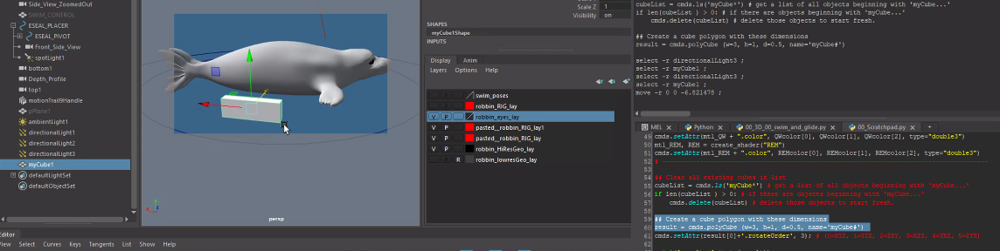 Side_View_ZoomedOut
SWIM_CONTROL
ESEAL_PLACER
ESEAL_PIVOT
Front_Side_View
spotLight1
bottom1
Depth_Profile
top1
motionTrail9Handle
pPlane1
ambientLight1
directionalLight1
directionalLight2
directionalLight3
myCube1
defaultLightSet
defaultObjectSet
Editor
View Select Curves Keys Tangents List Show Help
persp
Scale Z 1
Visibility on
SHAPES
myCube1Shape
INPUTS
Display Anim
Layers Options Help
swim_poses
robbin_RIG_lay
V P robbin_eyes_lay
V P pasted__robbin_RIG_lay1
V P pasted__robbin_RIG_lay
V P robbin_HiResGeo_lay
R robbin_lowresGeo_lay
cubeList = cmds.ls('myCube*') # get a list of all objects beginning with 'myCube...'
if len(cubeList ) > 0: # if there are objects beginning with 'myCube...'
cmds.delete(cubeList) # delete those objects to start fresh.
## Create a cube polygon with these dimensions
result = cmds.polyCube (w=3, h=1, d=0.5, name='myCube#')
select -r directionalLight3 ;
select -r myCube1 ;
select -r directionalLight3 ;
select -r myCube1 ;
move -r 0 0 -6.821478 ;
MEL Python 00_3D_00_swim_and_glide.py 00_Scratchpad.py
49 cmds.setAttr(mtl_QW + ".color", QWcolor[0], QWcolor[1], QWcolor[2], type="double3")
50 mtl_REM, REM = create_shader("REM")
51 cmds.setAttr(mtl_REM + ".color", REMcolor[0], REMcolor[1], REMcolor[2], type="double3")
52
53
54 ## Clear all existing cubes in list
55 cubeList = cmds.ls('myCube*') # get a list of all objects beginning with 'myCube...'
56 if len(cubeList ) > 0: # if there are objects beginning with 'myCube...'
57 cmds.delete(cubeList) # delete those objects to start fresh.
58
59 ## Create a cube polygon with these dimensions
60 result = cmds.polyCube (w=3, h=1, d=0.5, name='myCube#')
61 cmds.setAttr(result[0]+'.rotateOrder', 3); # (0=XYZ, 1=YZX, 2=ZXY, 3=XZY, 4=YXZ, 5=ZYX)
62